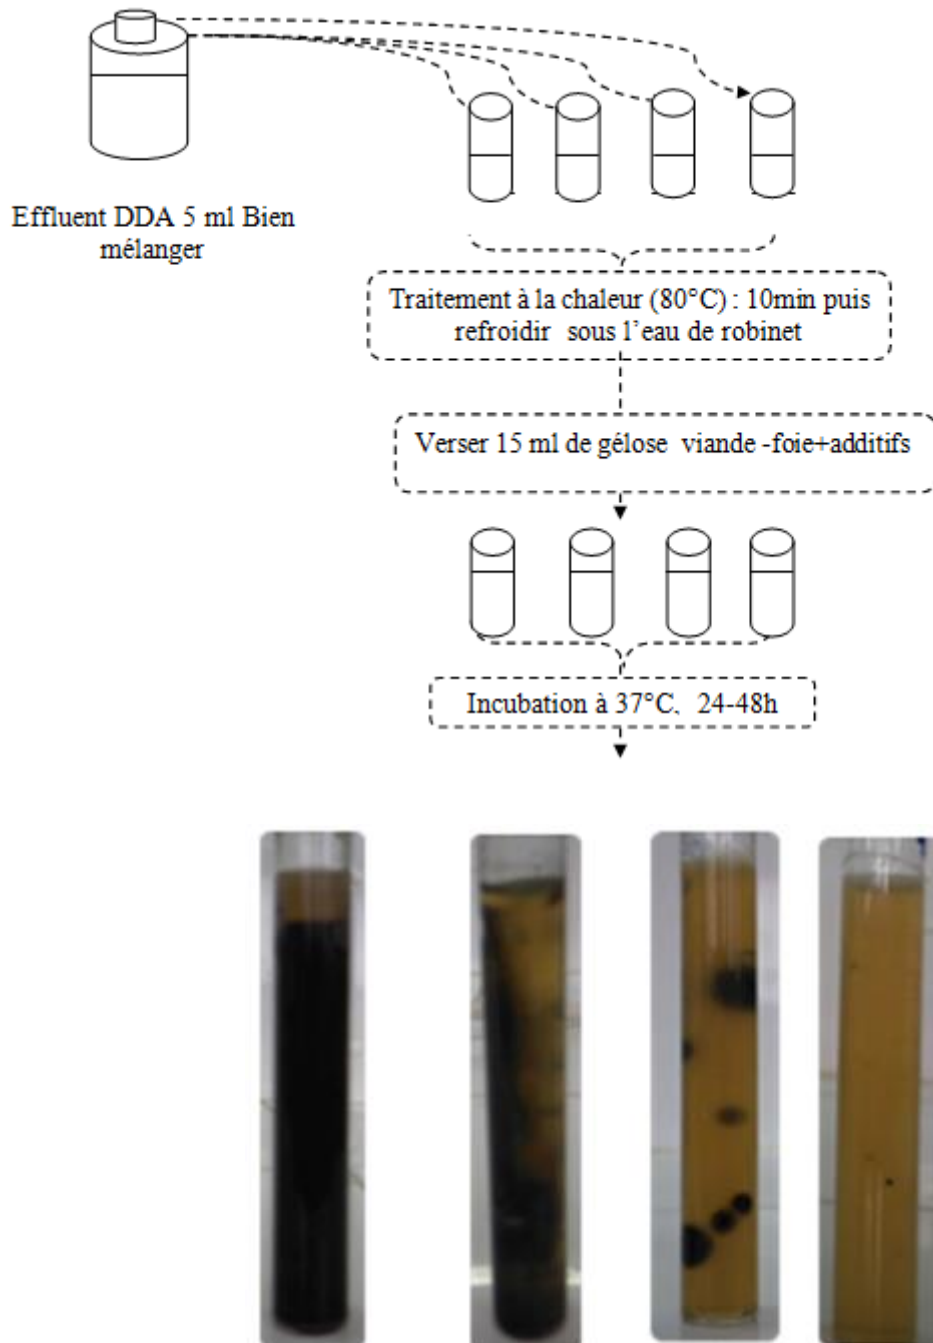 Effluent DDA 5 ml Bien
mélanger
Traitement à la chaleur (80°C) : 10min puis
refroidir sous l'eau de robinet
Verser 15 ml de gélose viande -foie+additifs
Incubation à 37°C, 24-48h